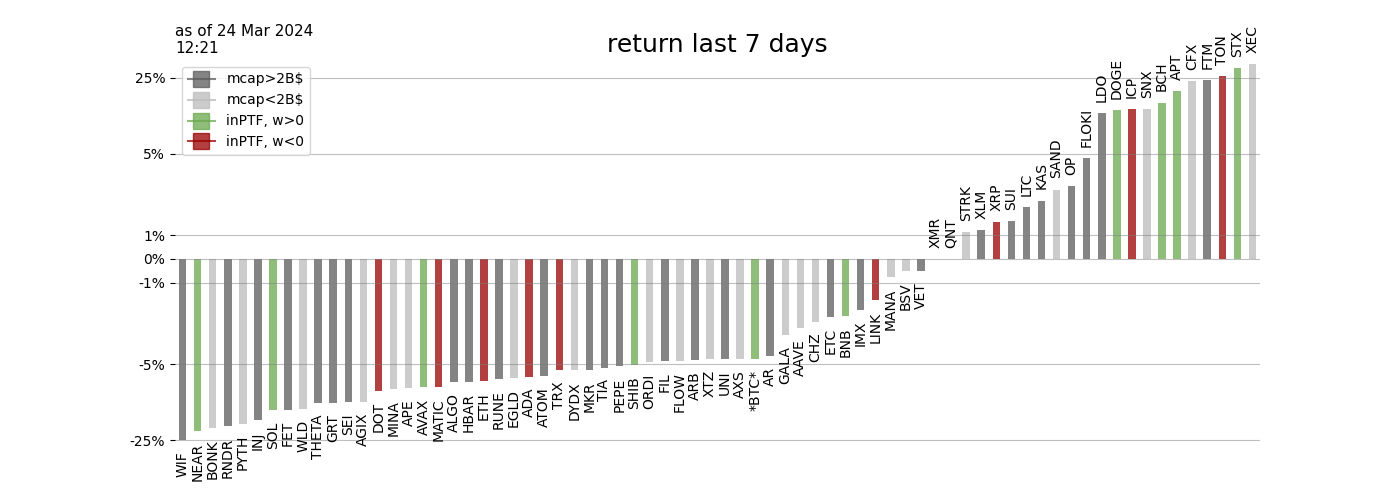 as of 24 Mar 2024
12:21
return last 7 days
mcap>2B$
mcap<2B$
inPTF, w>0
inPTF, w<0
25%
5%
1%
0%
-1%
-5%
-25%
WIF
NEAR
BONK
RNDR
PYTH
INJ
SOL
FET
WLD
THETA
GRT
SEI
AGIX
DOT
MINA
APE
AVAX
MATIC
ALGO
HBAR
ETH
RUNE
EGLD
ADA
ATOM
TRX
DYDX
MKR
TIA
PEPE
SHIB
ORDI
FIL
FLOW
ARB
XTZ
UNI
AXS
*BTC*
AR
GALA
AAVE
CHZ
ETC
BNB
IMX
LINK
MANA
BSV
VET
XMR
QNT
STRK
XLM
XRP
SUI
LTC
KAS
SAND
OP
FLOKI
LDO
DOGE
ICP
SNX
BCH
APT
CFX
FTM
TON
STX
XEC